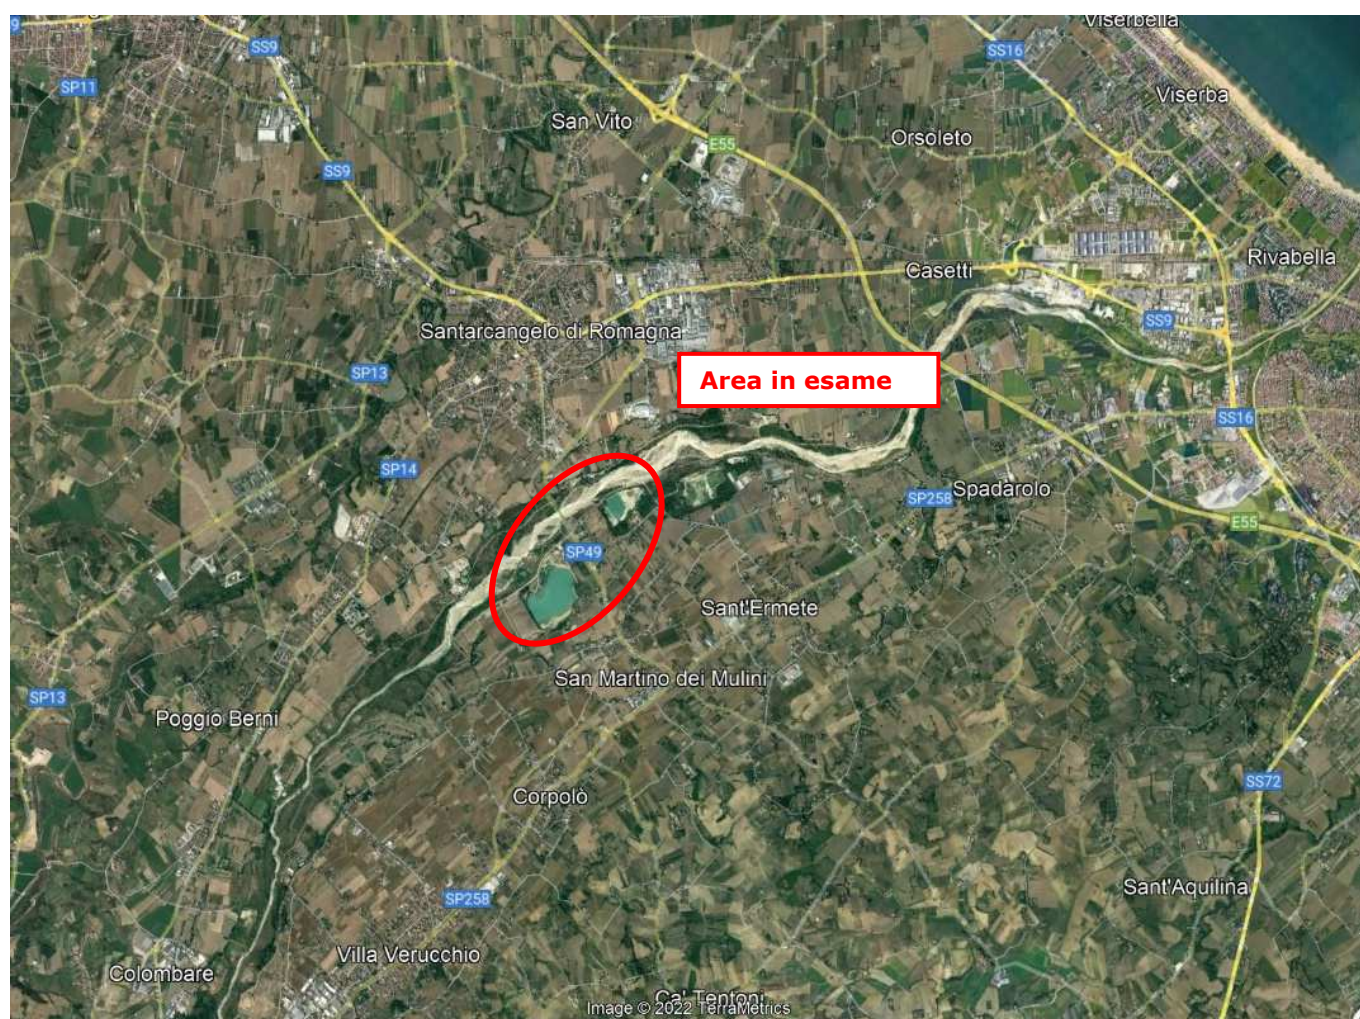 Viserbella
9
SS9
SS16
SP11
Viserba
San Vito
E55
Orsoleto
SS9
Rivabella
Casetti
SS9
Santarcangelo di Romagna
SP13
Area in esame
SS16
SP14
Spadarolo
SP258
E55
SP49
Sant'Ermete
San Martino dei Mulini
SP13
Poggio Berni
SS72
Corpolò
Sant'Aquilina
SP258
Villa Verucchio
Colombare
Ca' Tentoni
Image © 2022 TerraMetrics